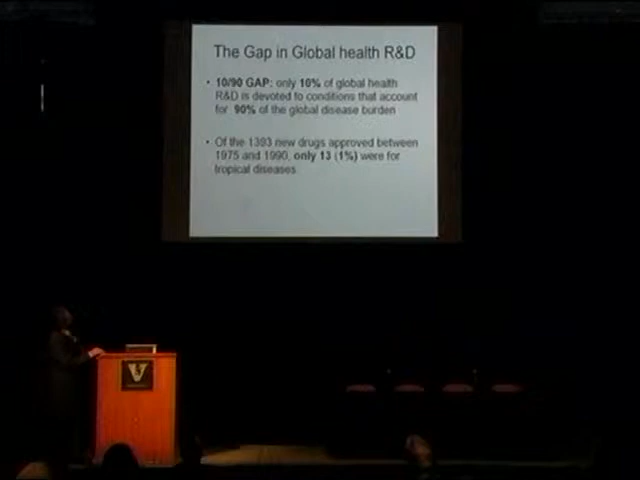 The Gap in Global health R&D
• 10/90 GAP: only 10% of global health
R&D is devoted to conditions that account
for 90% of the global disease burden
• Of the 1393 new drugs approved between
1975 and 1990, only 13 (1%) were for
tropical diseases
V